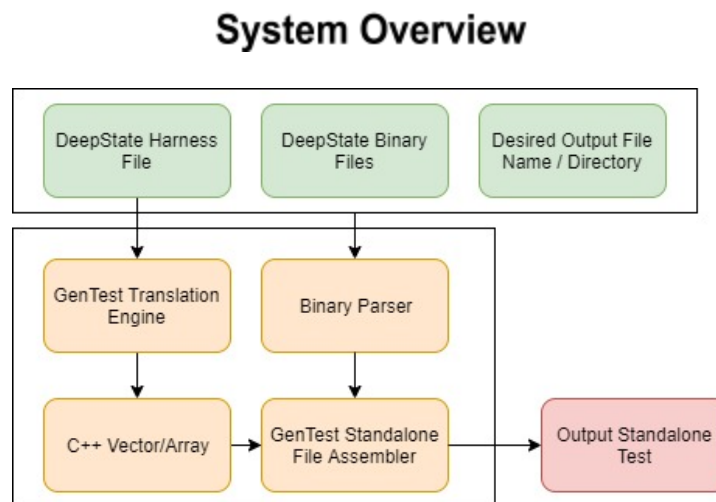 System Overview
DeepState Harness
File
DeepState Binary
Files
Desired Output File
Name / Directory
GenTest Translation
Engine
Binary Parser
C++ Vector/Array
GenTest Standalone
File Assembler
Output Standalone
Test